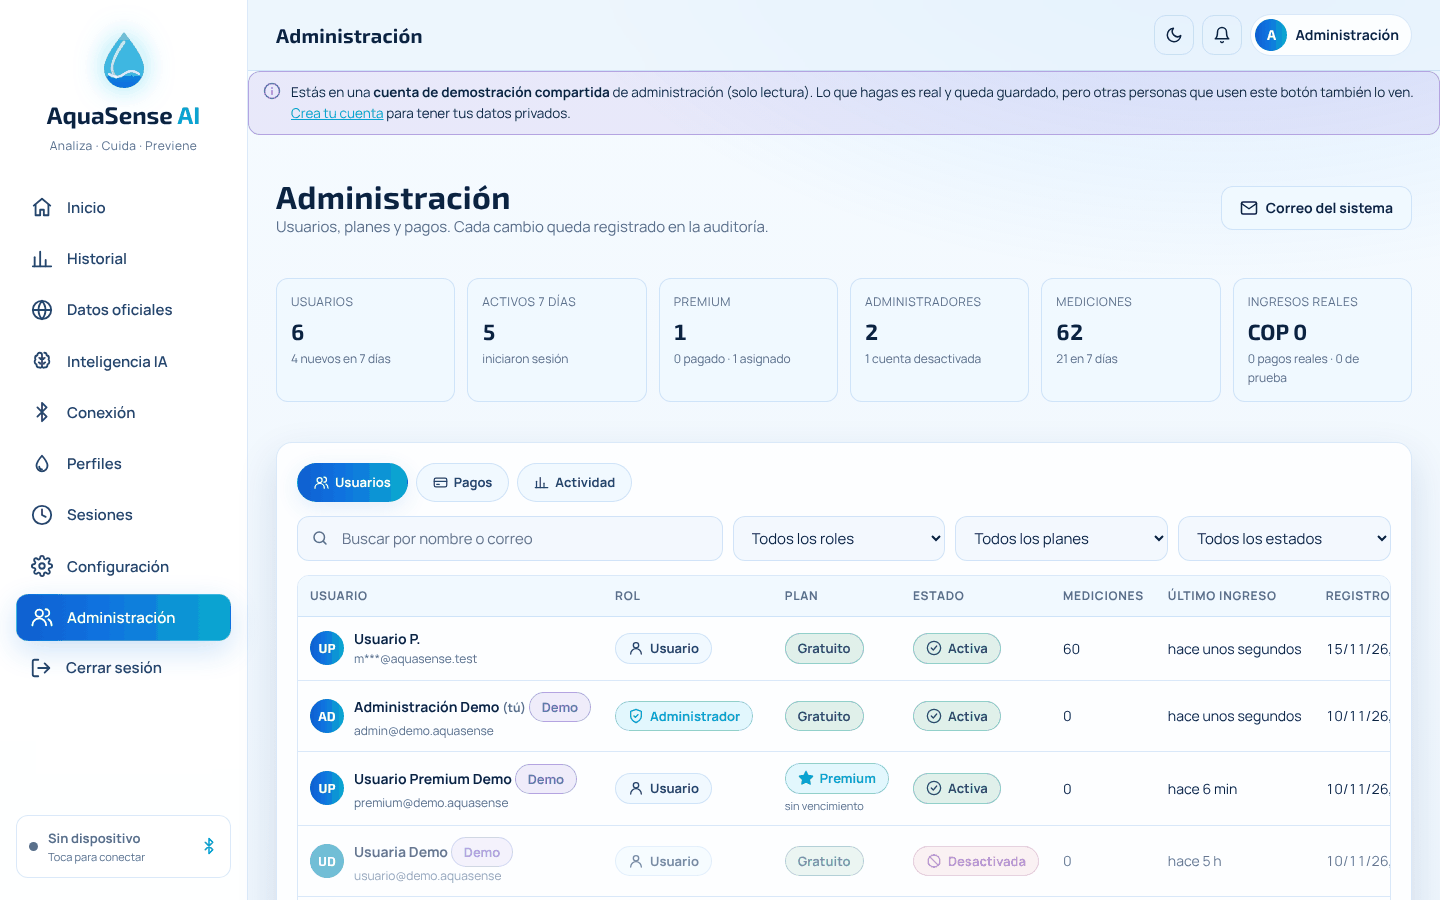 AquaSense AI
Analiza · Cuida · Previene
Inicio
Historial
Datos oficiales
Inteligencia IA
Conexión
Perfiles
Sesiones
Configuración
Administración
Cerrar sesión
Sin dispositivo
Toca para conectar
Administración
A Administración
Estás en una cuenta de demostración compartida de administración (solo lectura). Lo que hagas es real y queda guardado, pero otras personas que usen este botón también lo ven.
Crea tu cuenta para tener tus datos privados.
Administración
Usuarios, planes y pagos. Cada cambio queda registrado en la auditoría.
Correo del sistema
USUARIOS
6
4 nuevos en 7 días
ACTIVOS 7 DÍAS
5
iniciaron sesión
PREMIUM
1
0 pagado · 1 asignado
ADMINISTRADORES
2
1 cuenta desactivada
MEDICIONES
62
21 en 7 días
INGRESOS REALES
COP 0
0 pagos reales · 0 de
prueba
Usuarios Pagos Actividad
Buscar por nombre o correo Todos los roles Todos los planes Todos los estados
USUARIO ROL PLAN ESTADO MEDICIONES ÚLTIMO INGRESO REGISTRO
UP Usuario P. Usuario Gratuito Activa 60 hace unos segundos 15/11/26,
m***@aquasense.test
AD Administración Demo (tú) Demo Administrador Gratuito Activa 0 hace unos segundos 10/11/26,
admin@demo.aquasense
UP Usuario Premium Demo Demo Usuario Premium Activa 0 hace 6 min 10/11/26,
premium@demo.aquasense sin vencimiento
UD Usuaria Demo Demo Usuario Gratuito Desactivada 0 hace 5 h 10/11/26,
usuario@demo.aquasense